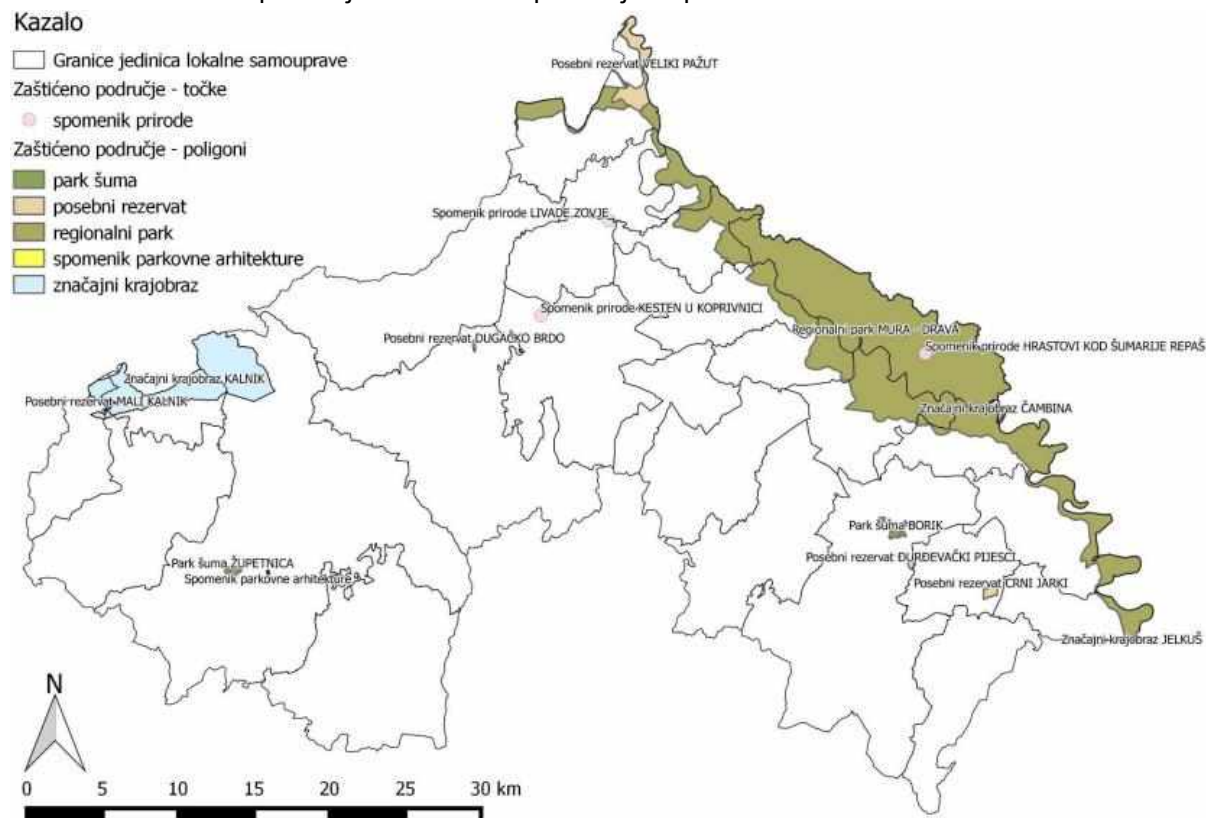 Kazalo
Granice jedinica lokalne samouprave
Zaštićeno područje - točke
spomenik prirode
Zaštićeno područje - poligoni
park šuma
posebni rezervat
regionalni park
spomenik parkovne arhitekture
značajni krajobraz
Posebni rezervat VELIKI PAŽUT
Spomenik prirode LIVADE ZOVJE
Spomenik prirode KESTEN U KOPRIVNICI
Posebni rezervat DUGAČKO BRDO
Regionalni park MURA - DRAVA
Spomenik prirode HRASTOVI KOD ŠUMARIJE REPAŠ
Značajni krajobraz KALNIK
Posebni rezervat MALI KALNIK
Značajni krajobraz ČAMBINA
Park šuma BORIK
Posebni rezervat ĐURĐEVAČKI PIJESCI
Park šuma ŽUPETNICA
Spomenik parkovne arhitekture
Posebni rezervat CRNI JARKI
Značajni krajobraz JELKUŠ
N
0 5 10 15 20 25 30 km